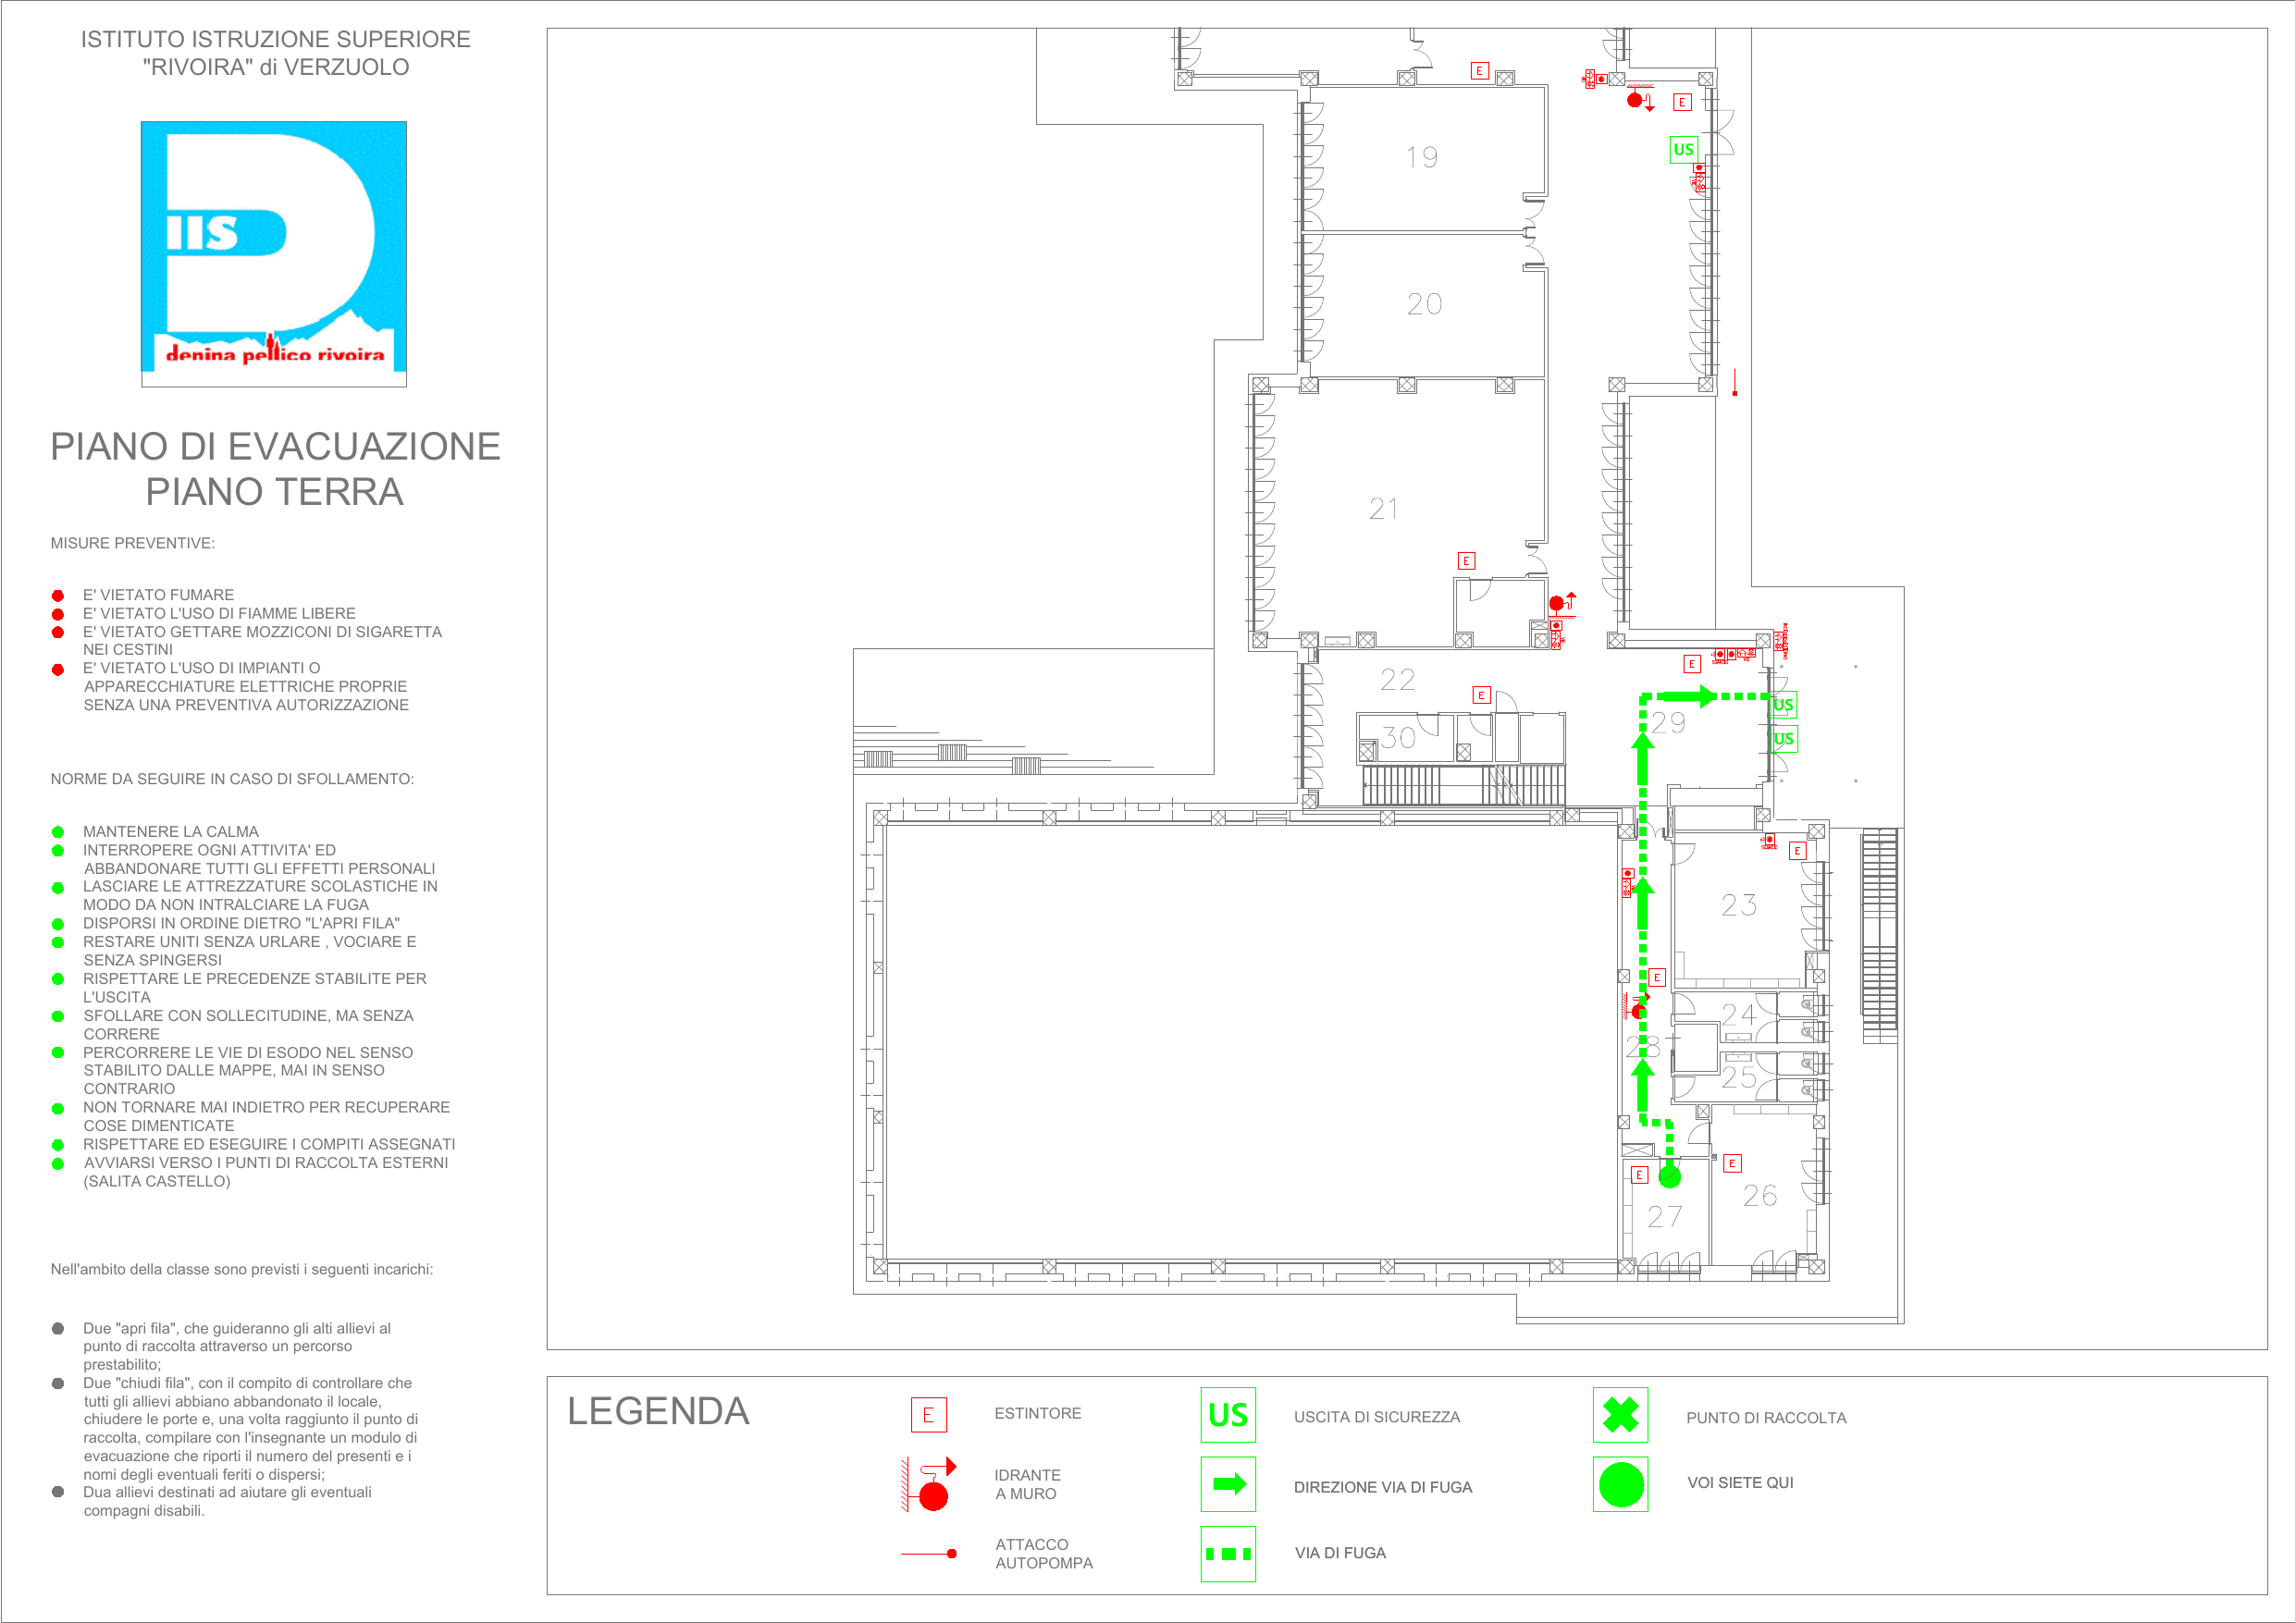 ISTITUTO ISTRUZIONE SUPERIORE
"RIVOIRA" di VERZUOLO
IIS
denina pellico rivoira
PIANO DI EVACUAZIONE
PIANO TERRA
MISURE PREVENTIVE:
E' VIETATO FUMARE
E' VIETATO L'USO DI FIAMME LIBERE
E' VIETATO GETTARE MOZZICONI DI SIGARETTA
NEI CESTINI
E' VIETATO L'USO DI IMPIANTI O
APPARECCHIATURE ELETTRICHE PROPRIE
SENZA UNA PREVENTIVA AUTORIZZAZIONE
NORME DA SEGUIRE IN CASO DI SFOLLAMENTO:
MANTENERE LA CALMA
INTERROPERE OGNI ATTIVITA' ED
ABBANDONARE TUTTI GLI EFFETTI PERSONALI
LASCIARE LE ATTREZZATURE SCOLASTICHE IN
MODO DA NON INTRALCIARE LA FUGA
DISPORSI IN ORDINE DIETRO "L'APRI FILA"
RESTARE UNITI SENZA URLARE , VOCIARE E
SENZA SPINGERSI
RISPETTARE LE PRECEDENZE STABILITE PER
L'USCITA
SFOLLARE CON SOLLECITUDINE, MA SENZA
CORRERE
PERCORRERE LE VIE DI ESODO NEL SENSO
STABILITO DALLE MAPPE, MAI IN SENSO
CONTRARIO
NON TORNARE MAI INDIETRO PER RECUPERARE
COSE DIMENTICATE
RISPETTARE ED ESEGUIRE I COMPITI ASSEGNATI
AVVIARSI VERSO I PUNTI DI RACCOLTA ESTERNI
(SALITA CASTELLO)
Nell'ambito della classe sono previsti i seguenti incarichi:
Due "apri fila", che guideranno gli alti allievi al
punto di raccolta attraverso un percorso
prestabilito;
Due "chiudi fila", con il compito di controllare che
tutti gli allievi abbiano abbandonato il locale,
chiudere le porte e, una volta raggiunto il punto di
raccolta, compilare con l'insegnante un modulo di
evacuazione che riporti il numero del presenti e i
nomi degli eventuali feriti o dispersi;
Dua allievi destinati ad aiutare gli eventuali
compagni disabili.
E
E
US
19
20
21
E
E
22
E
29
US
30
US
E
23
E
24
28
25
E
E
26
27
LEGENDA
E
ESTINTORE
IDRANTE
A MURO
ATTACCO
AUTOPOMPA
US
USCITA DI SICUREZZA
DIREZIONE VIA DI FUGA
VIA DI FUGA
PUNTO DI RACCOLTA
VOI SIETE QUI